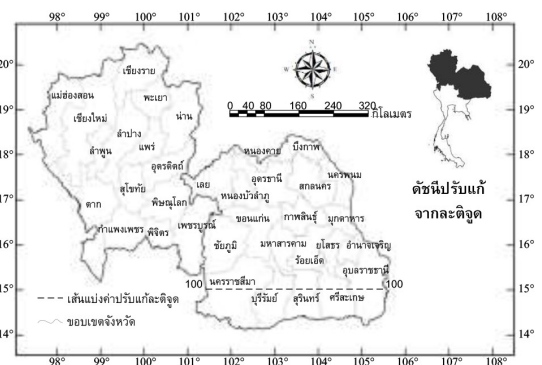 98° 99° 100° 101° 102° 103° 104° 105° 106° 107° 108°
20° 20°
19° 19°
18° 18°
17° 17°
16° 16°
15° 15°
14° 14°
98° 99° 100° 101° 102° 103° 104° 105° 106° 107° 108°
N
W E
S
0 40 80 160 240 320
กิโลเมตร
เชียงราย
แม่ฮ่องสอน
พะเยา
เชียงใหม่
น่าน
ลำปาง
ลำพูน
แพร่
อุตรดิตถ์
สุโขทัย
ตาก
พิษณุโลก
กำแพงเพชร
พิจิตร
เพชรบูรณ์
เลย
หนองคาย
บึงกาฬ
อุดรธานี
นครพนม
สกลนคร
หนองบัวลำภู
ขอนแก่น
กาฬสินธุ์
มุกดาหาร
ชัยภูมิ
มหาสารคาม
ยโสธร
อำนาจเจริญ
ร้อยเอ็ด
อุบลราชธานี
นครราชสีมา
100 100
บุรีรัมย์
สุรินทร์
ศรีสะเกษ
ดัชนีปรับแก้
จากละติจูด
เส้นแบ่งค่าปรับแก้ละติจูด
ขอบเขตจังหวัด